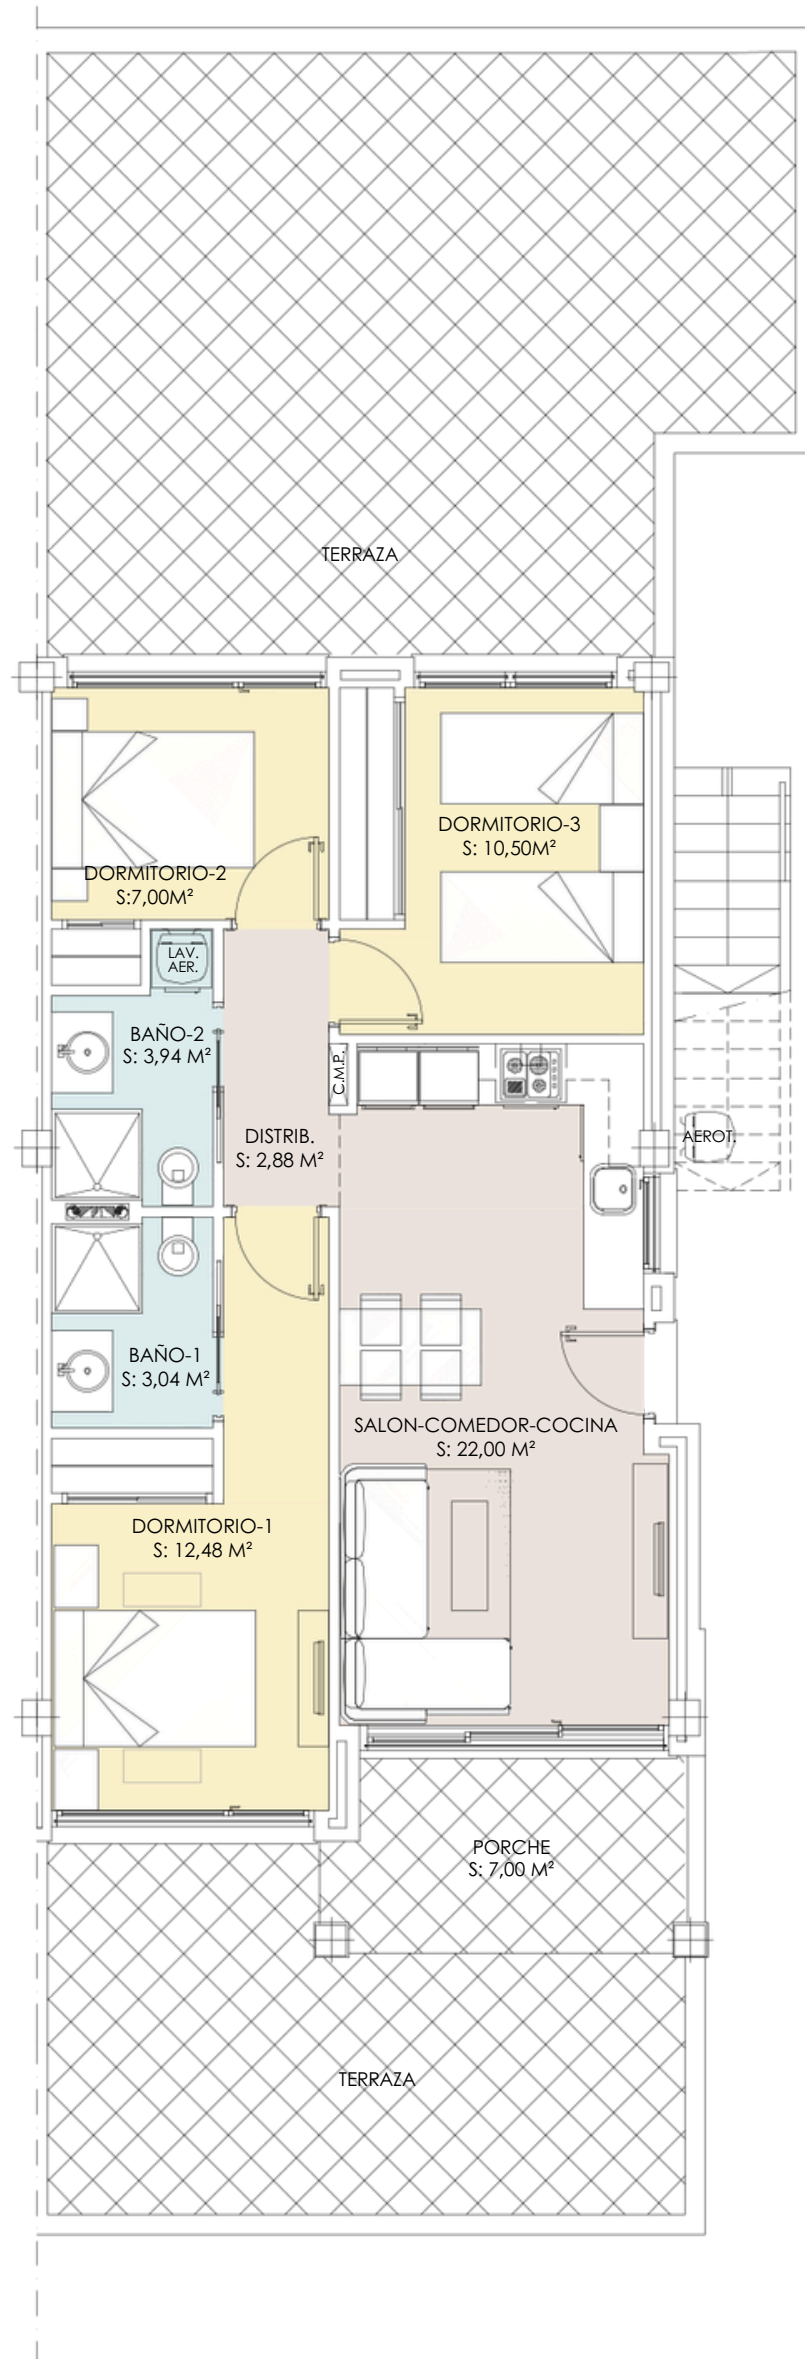 TERRAZA
DORMITORIO-3
S: 10,50M²
DORMITORIO-2
S:7,00M²
LAV.
AER.
BAÑO-2
S: 3,94 M²
C.M.P.
DISTRIB.
S: 2,88 M²
AEROT.
BAÑO-1
S: 3,04 M²
SALON-COMEDOR-COCINA
S: 22,00 M²
DORMITORIO-1
S: 12,48 M²
PORCHE
S: 7,00 M²
TERRAZA